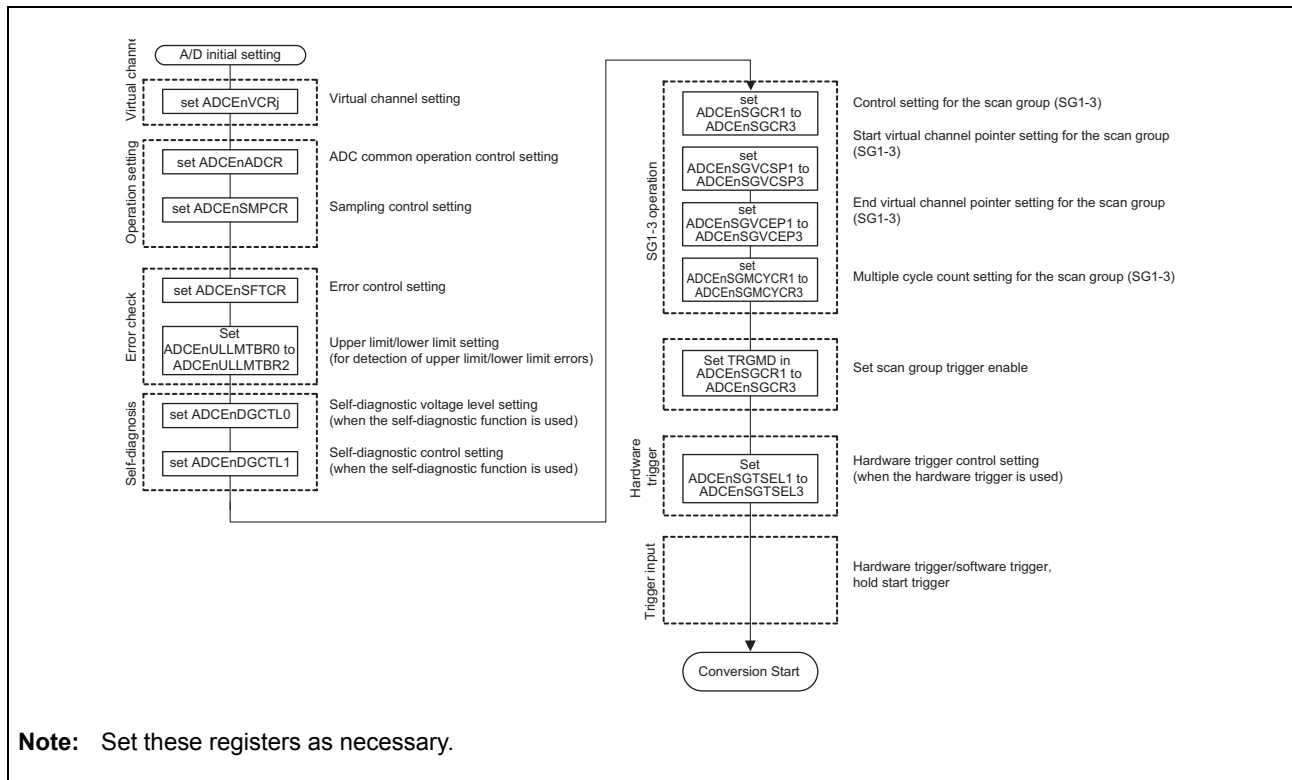 A/D initial setting
Virtual channe
set ADCEnVCRj
Virtual channel setting
Operation setting
set ADCEnADCR
ADC common operation control setting
set ADCEnSMPCR
Sampling control setting
Error check
set ADCEnSFTCR
Error control setting
Set
ADCEnULLMTBR0 to
ADCEnULLMTBR2
Upper limit/lower limit setting
(for detection of upper limit/lower limit errors)
Self-diagnosis
set ADCEnDGCTL0
Self-diagnostic voltage level setting
(when the self-diagnostic function is used)
set ADCEnDGCTL1
Self-diagnostic control setting
(when the self-diagnostic function is used)
SG1-3 operation
set
ADCEnSGCR1 to
ADCEnSGCR3
Control setting for the scan group (SG1-3)
set
ADCEnSGVCSP1 to
ADCEnSGVCSP3
Start virtual channel pointer setting for the scan group
(SG1-3)
set
ADCEnSGVCEP1 to
ADCEnSGVCEP3
End virtual channel pointer setting for the scan group
(SG1-3)
set
ADCEnSGMCYCR1 to
ADCEnSGMCYCR3
Multiple cycle count setting for the scan group (SG1-3)
Set TRGMD in
ADCEnSGCR1 to
ADCEnSGCR3
Set scan group trigger enable
Hardware
trigger
Set
ADCEnSGTSEL1 to
ADCEnSGTSEL3
Hardware trigger control setting
(when the hardware trigger is used)
Trigger input
Hardware trigger/software trigger,
hold start trigger
Conversion Start
Note: Set these registers as necessary.